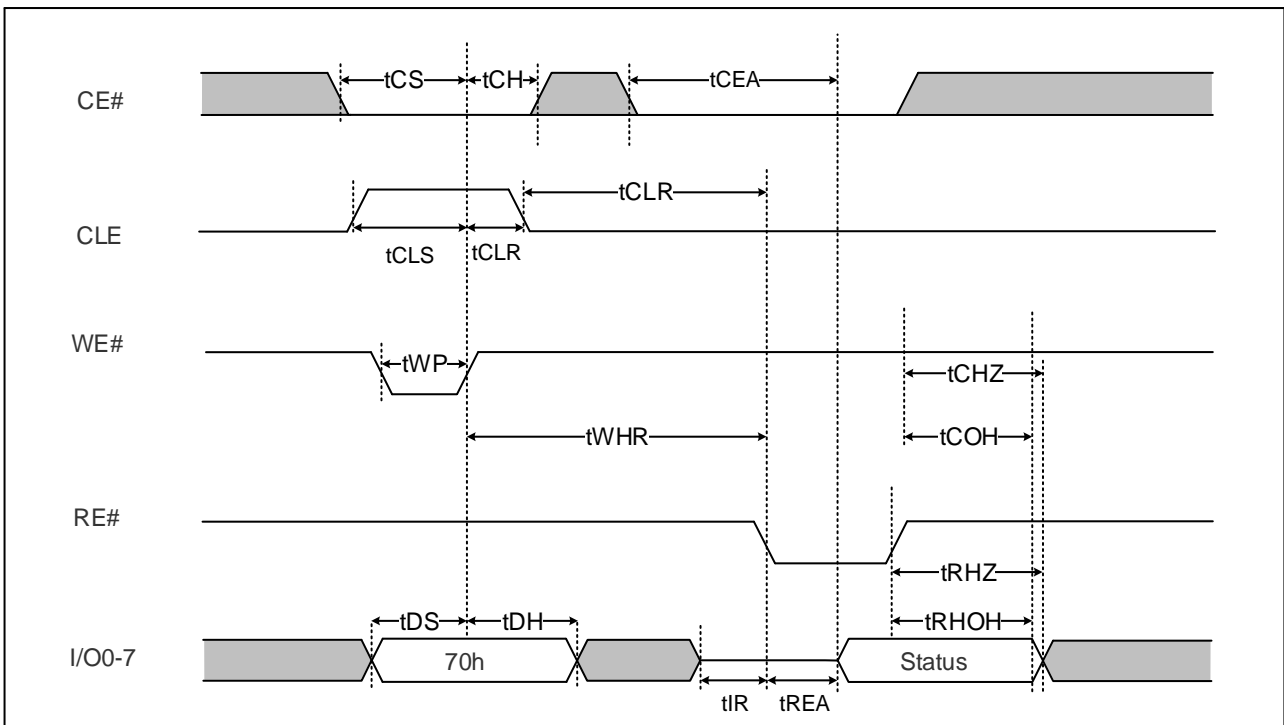 tCS tCH tCEA
CE#
tCLR
CLE
tCLS tCLR
WE#
tWP
tCHZ
tWHR tCOH
RE#
tRHZ
tDS tDH tRHOH
I/O0-7 70h Status
tIR tREA